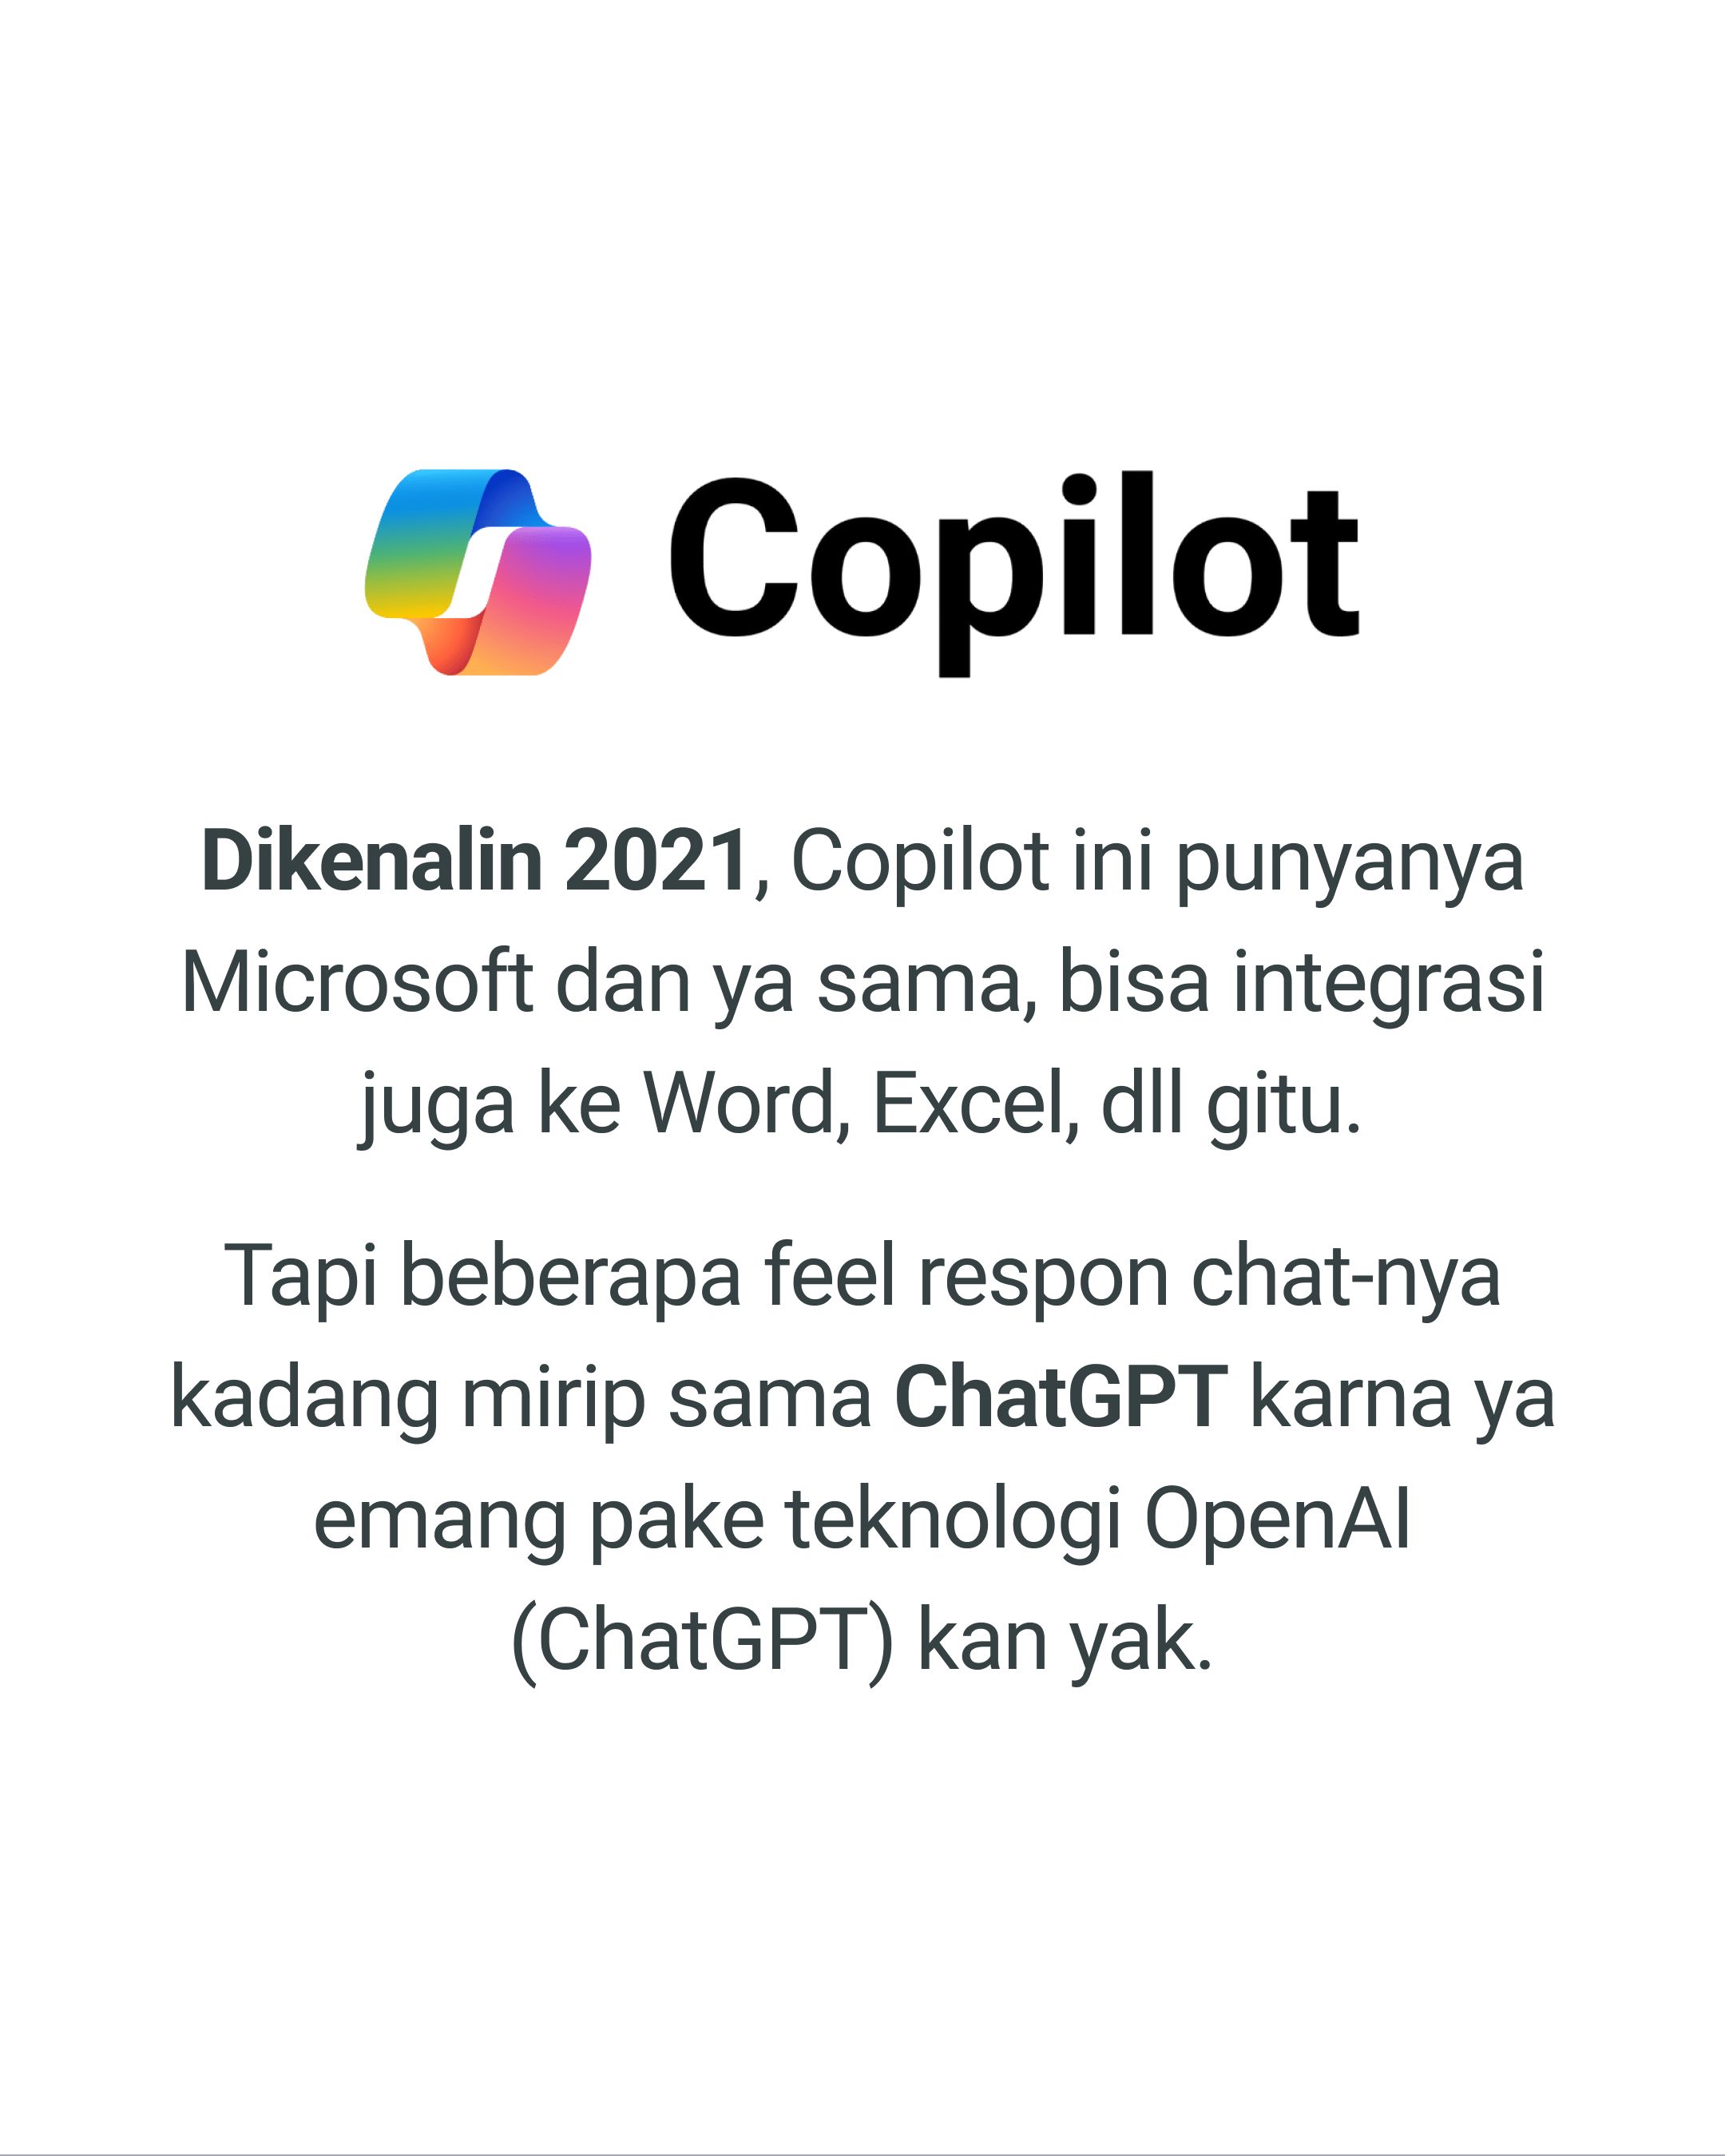 Copilot
Dikenalin 2021, Copilot ini punyanya
Microsoft dan ya sama, bisa integrasi
juga ke Word, Excel, dll gitu.
Tapi beberapa feel respon chat-nya
kadang mirip sama ChatGPT karna ya
emang pake teknologi OpenAI
(ChatGPT) kan yak.